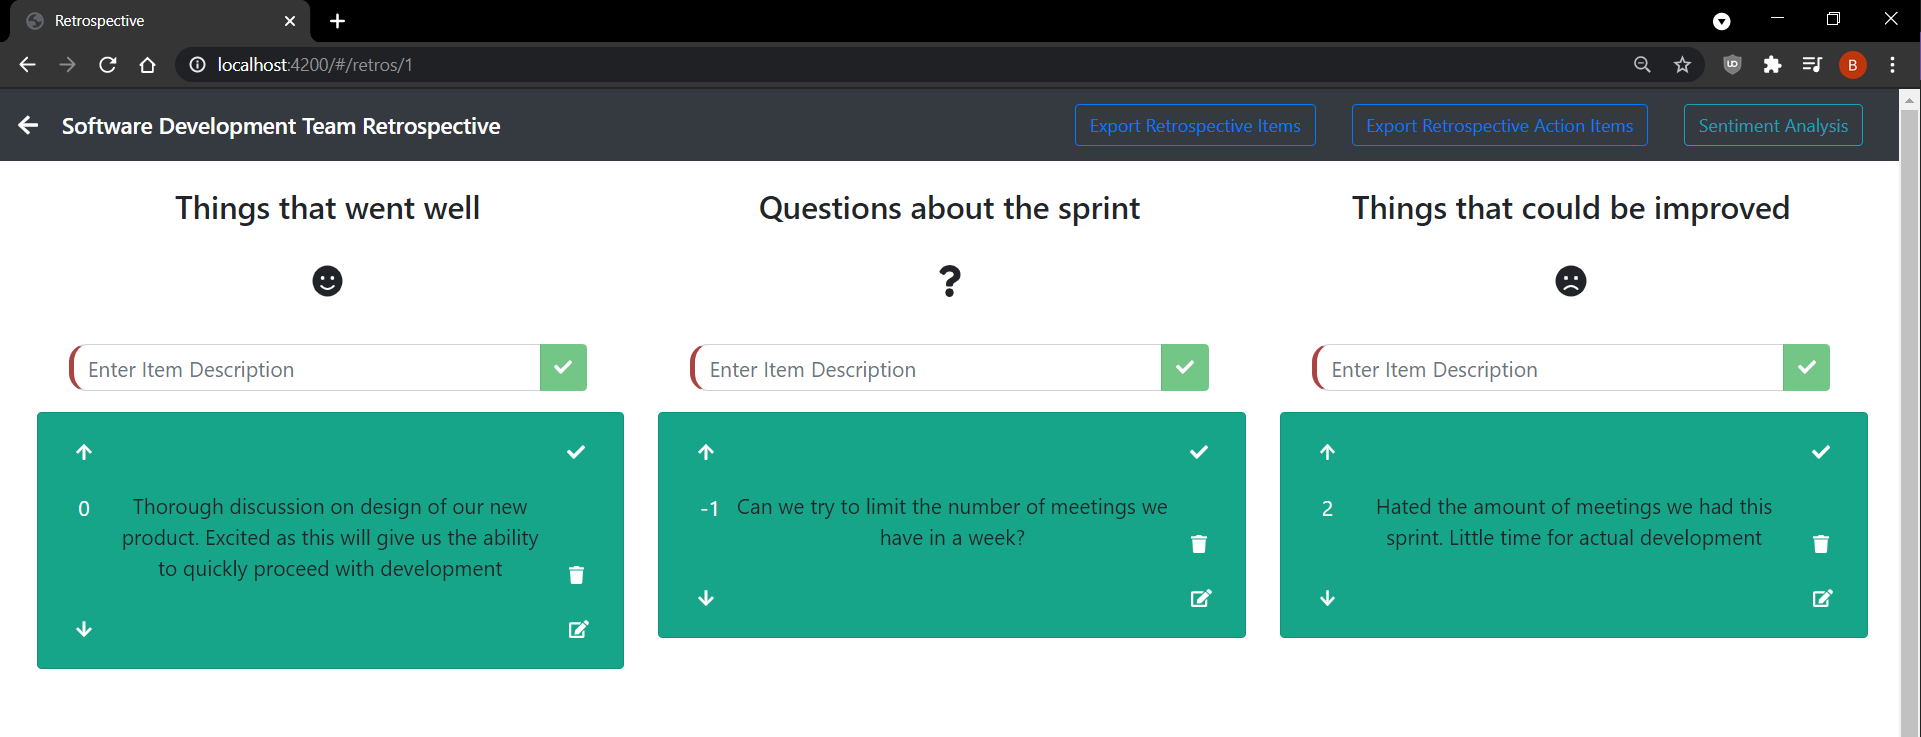 Retrospective
localhost:4200/#/retros/1
B
Software Development Team Retrospective
Export Retrospective Items
Export Retrospective Action Items
Sentiment Analysis
Things that went well
Questions about the sprint
Things that could be improved
?
Enter Item Description
Enter Item Description
Enter Item Description
0
Thorough discussion on design of our new
product. Excited as this will give us the ability
to quickly proceed with development
-1
Can we try to limit the number of meetings we
have in a week?
2
Hated the amount of meetings we had this
sprint. Little time for actual development